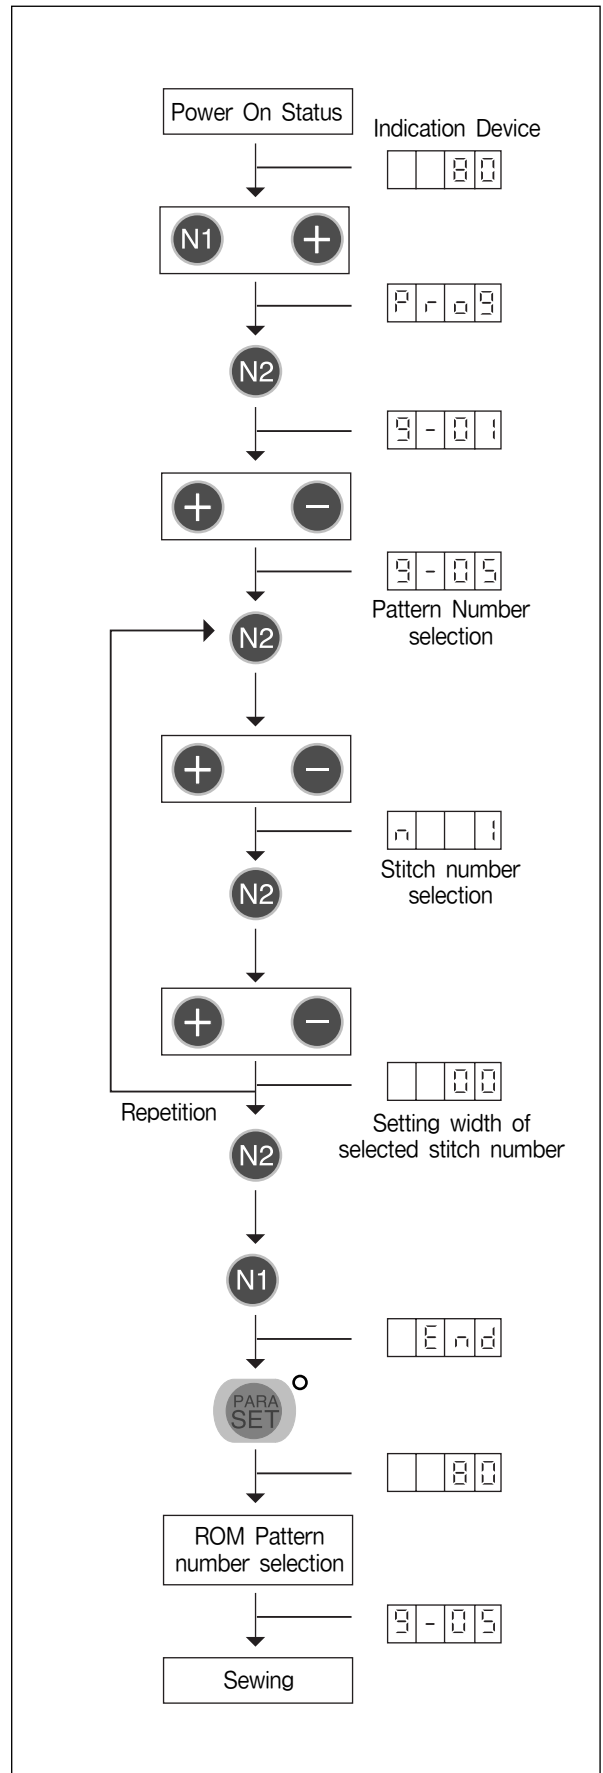 Power On Status
Indication Device
80
N1 +
Prog
N2
9-01
+ −
9-05
Pattern Number
selection
N2
+ −
n 1
Stitch number
selection
N2
+ −
00
Repetition
Setting width of
selected stitch number
N2
N1
End
PARA
SET
80
ROM Pattern
number selection
9-05
Sewing